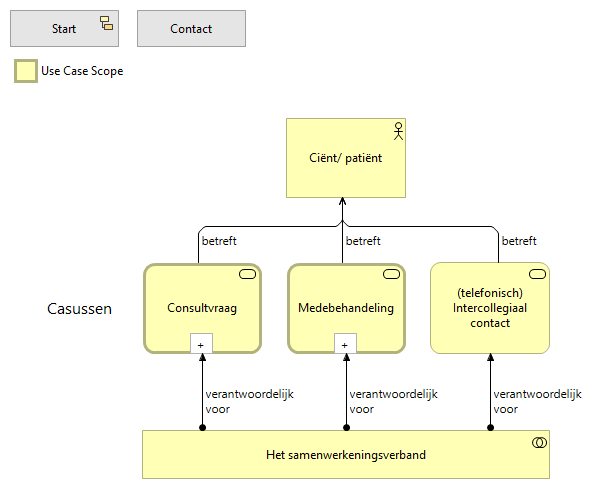 Start
Contact
Use Case Scope
Ciënt/ patiënt
betreft
betreft
betreft
Casussen
Consultvraag
+
Medebehandeling
+
(telefonisch)
Intercollegiaal
contact
verantwoordelijk
voor
verantwoordelijk
voor
verantwoordelijk
voor
Het samenwerkeningsverband